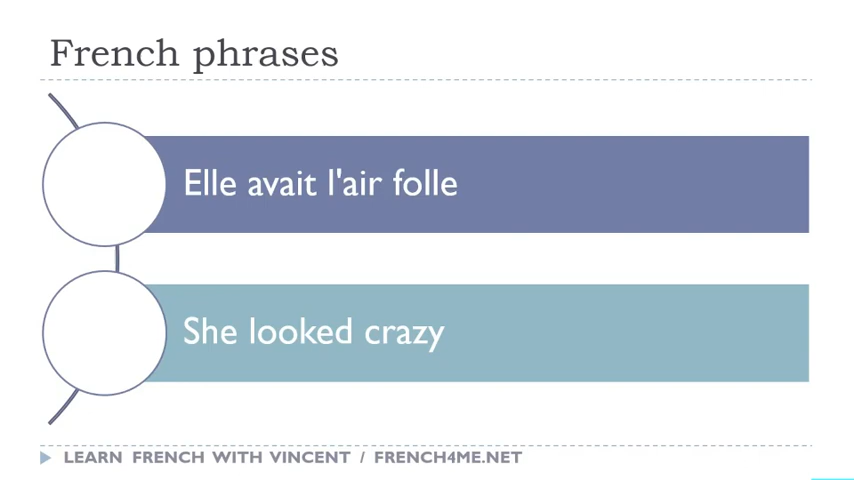 French phrases
Elle avait l'air folle
She looked crazy
LEARN FRENCH WITH VINCENT / FRENCH4ME.NET